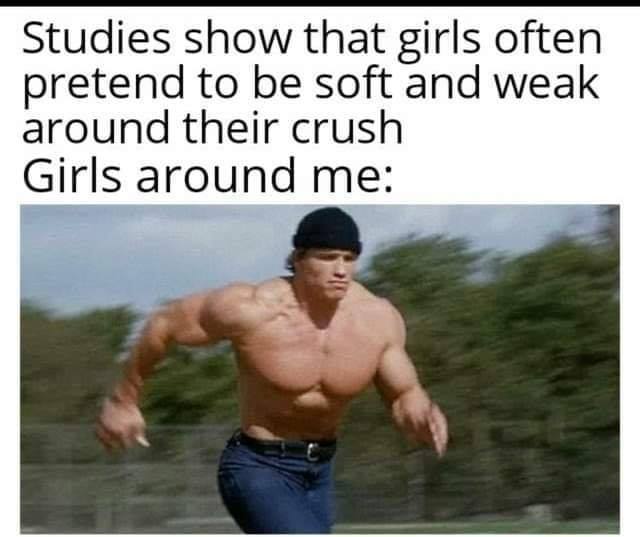 Studies show that girls often
pretend to be soft and weak
around their crush
Girls around me: